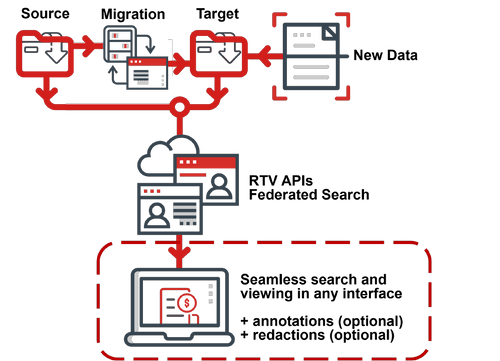 Source
Migration
Target
New Data
RTV APIs
Federated Search
Seamless search and
viewing in any interface
+ annotations (optional)
+ redactions (optional)
$